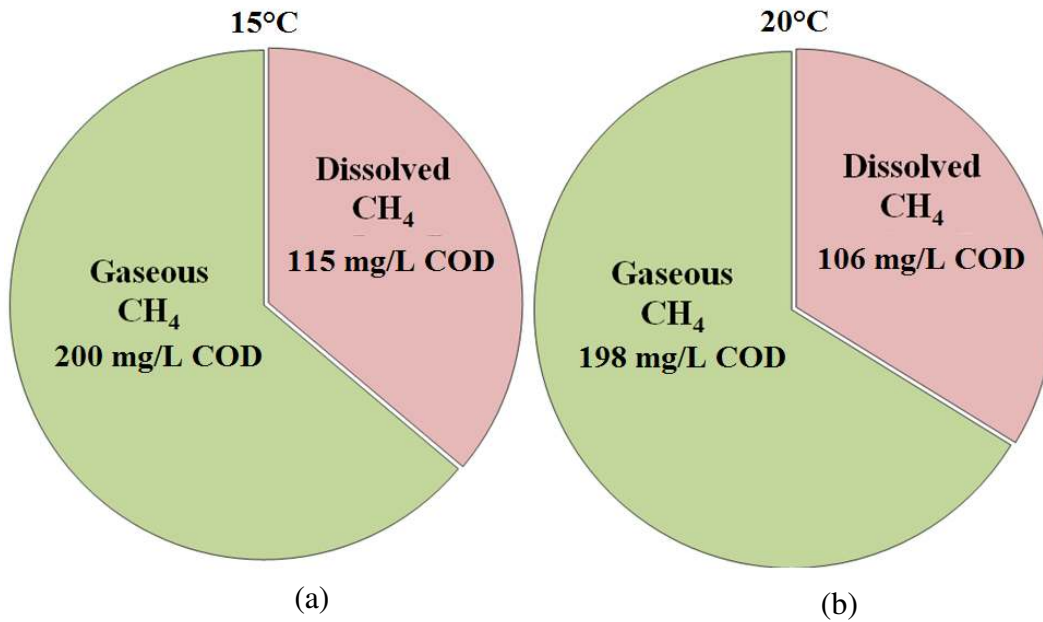 15°C
Dissolved
CH₄
115 mg/L COD
Gaseous
CH₄
200 mg/L COD
(a)
20°C
Dissolved
CH₄
106 mg/L COD
Gaseous
CH₄
198 mg/L COD
(b)